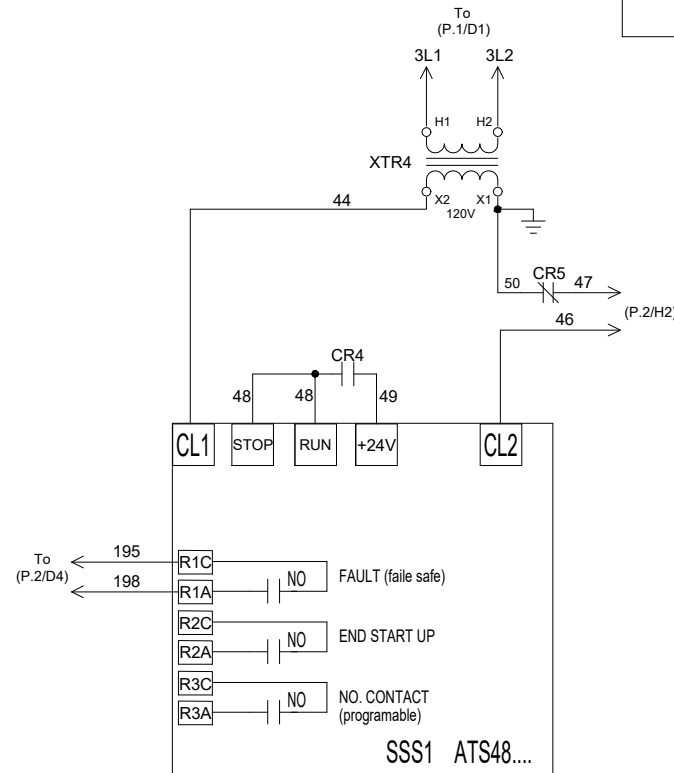 To
(P.1/D1)
3L1 3L2
H1 H2
XTR4
X2 X1
120V
44
50 CR5 47
(P.2/H2)
46
CR4
48 48 49
CL1 STOP RUN +24V CL2
To
(P.2/D4)
195 R1C
198 R1A NO FAULT (faile safe)
R2C
R2A NO END START UP
R3C
R3A NO NO. CONTACT
(programable)
SSS1 ATS48....